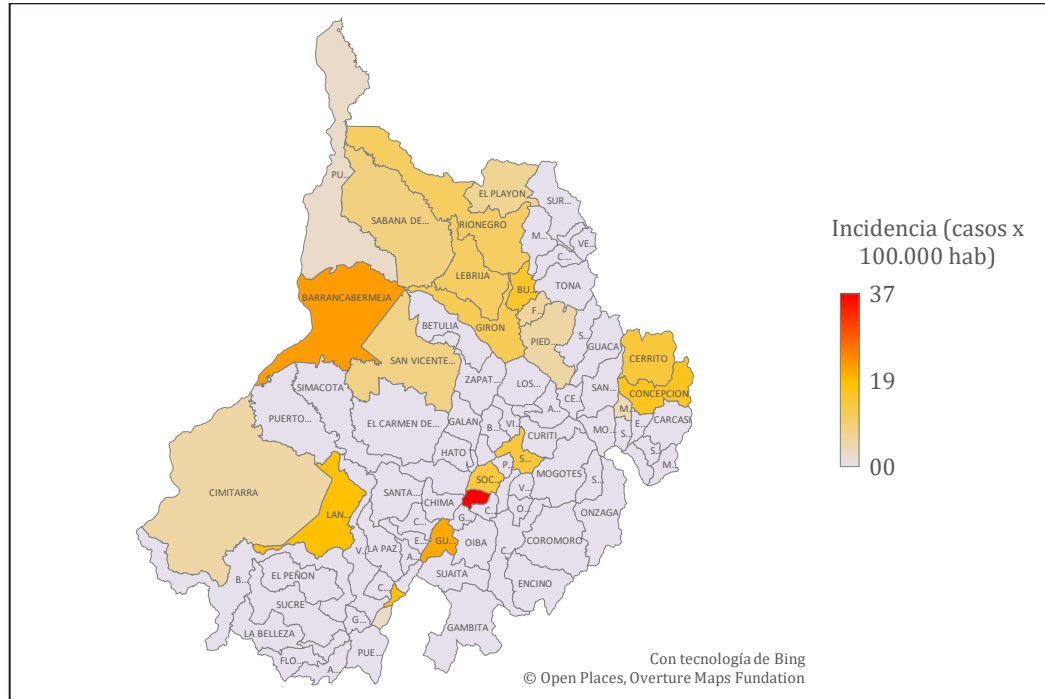 PU...
EL PLAYON
SUR...
SABANA DE...
RIONEGRO
M...
VE...
C...
LEBRIJA
BU...
TONA
BARRANCABERMEJA
F...
BETULIA
GIRON
PIED...
S...
GUACA
CERRITO
SAN VICENTE...
SIMACOTA
ZAPAT...
LOS...
SAN...
CONCEPCION
CE...
A...
M...
CARCASI
PUERTO...
EL CARMEN DE...
GALAN
B...
VI...
CURITI
MO...
S...
E...
HATO
S...
S...
M...
P...
SOC...
MOGOTES
S...
CIMITARRA
SANTA...
CHIMA
C...
V...
O...
ONZAGA
LAN...
C...
G...
GU...
OIBA
COROMORO
V...
LA PAZ
E...
A...
C...
SUAITA
ENCINO
B...
EL PEÑON
C...
SUCRE
G...
GAMBITA
LA BELLEZA
PUE...
FLO...
A...
Incidencia (casos x
100.000 hab)
37
19
00
Con tecnología de Bing
© Open Places, Overture Maps Foundation